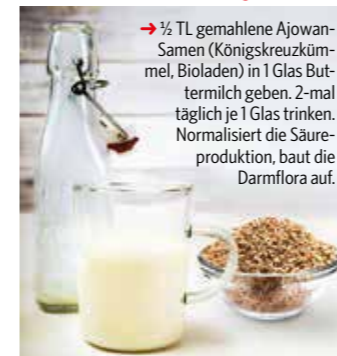 ➔ ½ TL gemahlene Ajowan-
Samen (Königskreuzküm-
mel, Bioladen) in 1 Glas But-
termilch geben. 2-mal
täglich je 1 Glas trinken.
Normalisiert die Säure-
produktion, baut die
Darmflora auf.